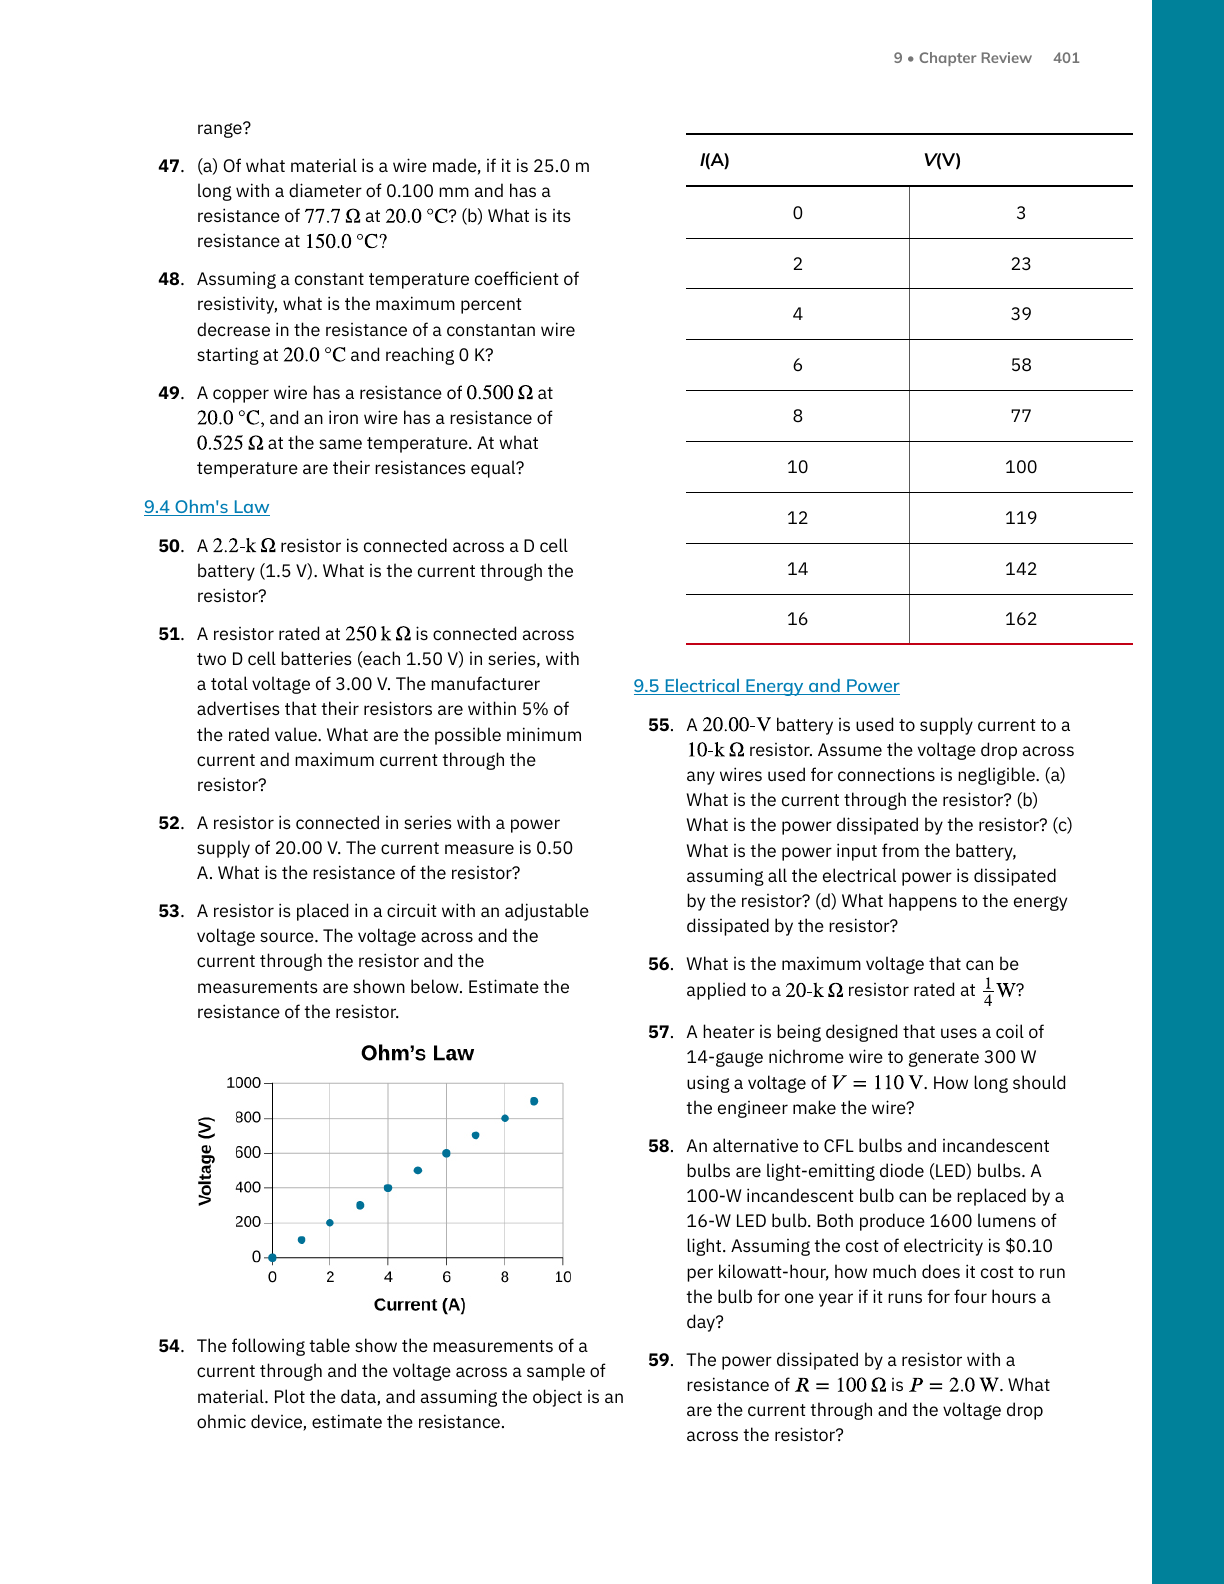 9 • Chapter Review 401
range?
47. (a) Of what material is a wire made, if it is 25.0 m
long with a diameter of 0.100 mm and has a
resistance of 77.7 Ω at 20.0 °C? (b) What is its
resistance at 150.0 °C?
48. Assuming a constant temperature coefficient of
resistivity, what is the maximum percent
decrease in the resistance of a constantan wire
starting at 20.0 °C and reaching 0 K?
49. A copper wire has a resistance of 0.500 Ω at
20.0 °C, and an iron wire has a resistance of
0.525 Ω at the same temperature. At what
temperature are their resistances equal?
9.4 Ohm's Law
50. A 2.2-k Ω resistor is connected across a D cell
battery (1.5 V). What is the current through the
resistor?
51. A resistor rated at 250 k Ω is connected across
two D cell batteries (each 1.50 V) in series, with
a total voltage of 3.00 V. The manufacturer
advertises that their resistors are within 5% of
the rated value. What are the possible minimum
current and maximum current through the
resistor?
52. A resistor is connected in series with a power
supply of 20.00 V. The current measure is 0.50
A. What is the resistance of the resistor?
53. A resistor is placed in a circuit with an adjustable
voltage source. The voltage across and the
current through the resistor and the
measurements are shown below. Estimate the
resistance of the resistor.
Ohm’s Law
Voltage (V)
1000
800
600
400
200
0
0 2 4 6 8 10
Current (A)
54. The following table show the measurements of a
current through and the voltage across a sample of
material. Plot the data, and assuming the object is an
ohmic device, estimate the resistance.
I(A) V(V)
0 3
2 23
4 39
6 58
8 77
10 100
12 119
14 142
16 162
9.5 Electrical Energy and Power
55. A 20.00-V battery is used to supply current to a
10-k Ω resistor. Assume the voltage drop across
any wires used for connections is negligible. (a)
What is the current through the resistor? (b)
What is the power dissipated by the resistor? (c)
What is the power input from the battery,
assuming all the electrical power is dissipated
by the resistor? (d) What happens to the energy
dissipated by the resistor?
56. What is the maximum voltage that can be
applied to a 20-k Ω resistor rated at 1/4 W?
57. A heater is being designed that uses a coil of
14-gauge nichrome wire to generate 300 W
using a voltage of V = 110 V. How long should
the engineer make the wire?
58. An alternative to CFL bulbs and incandescent
bulbs are light-emitting diode (LED) bulbs. A
100-W incandescent bulb can be replaced by a
16-W LED bulb. Both produce 1600 lumens of
light. Assuming the cost of electricity is $0.10
per kilowatt-hour, how much does it cost to run
the bulb for one year if it runs for four hours a
day?
59. The power dissipated by a resistor with a
resistance of R = 100 Ω is P = 2.0 W. What
are the current through and the voltage drop
across the resistor?